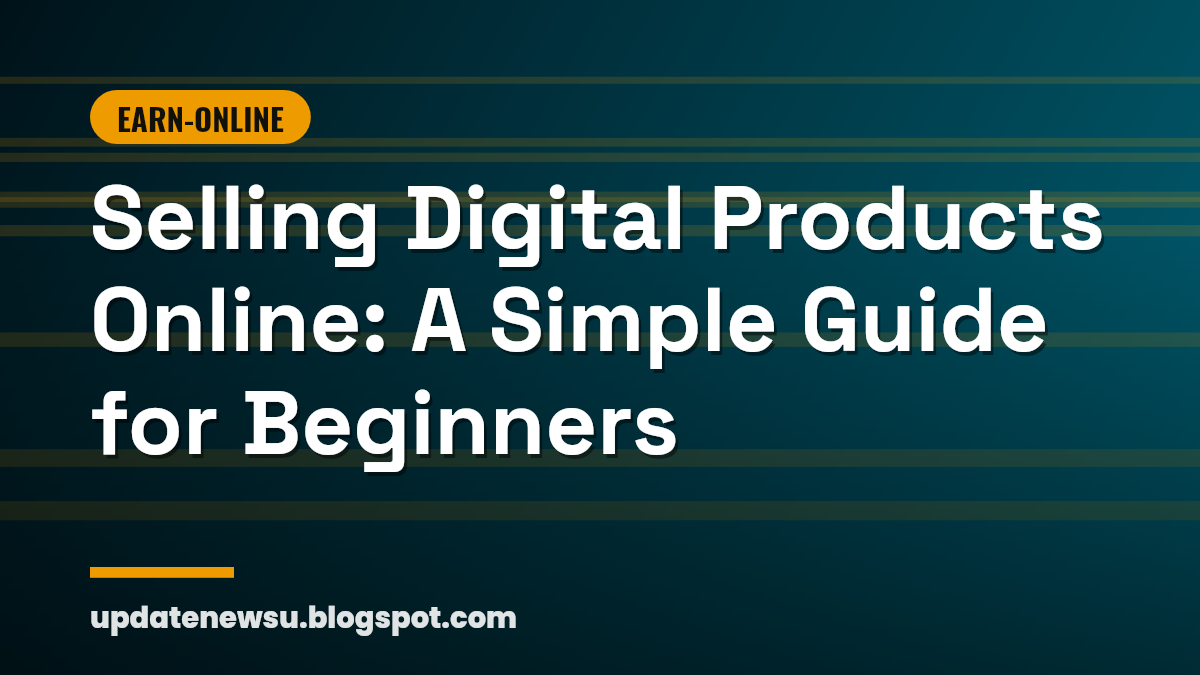 EARN-ONLINE
Selling Digital Products
Online: A Simple Guide
for Beginners
updatenewsu.blogspot.com